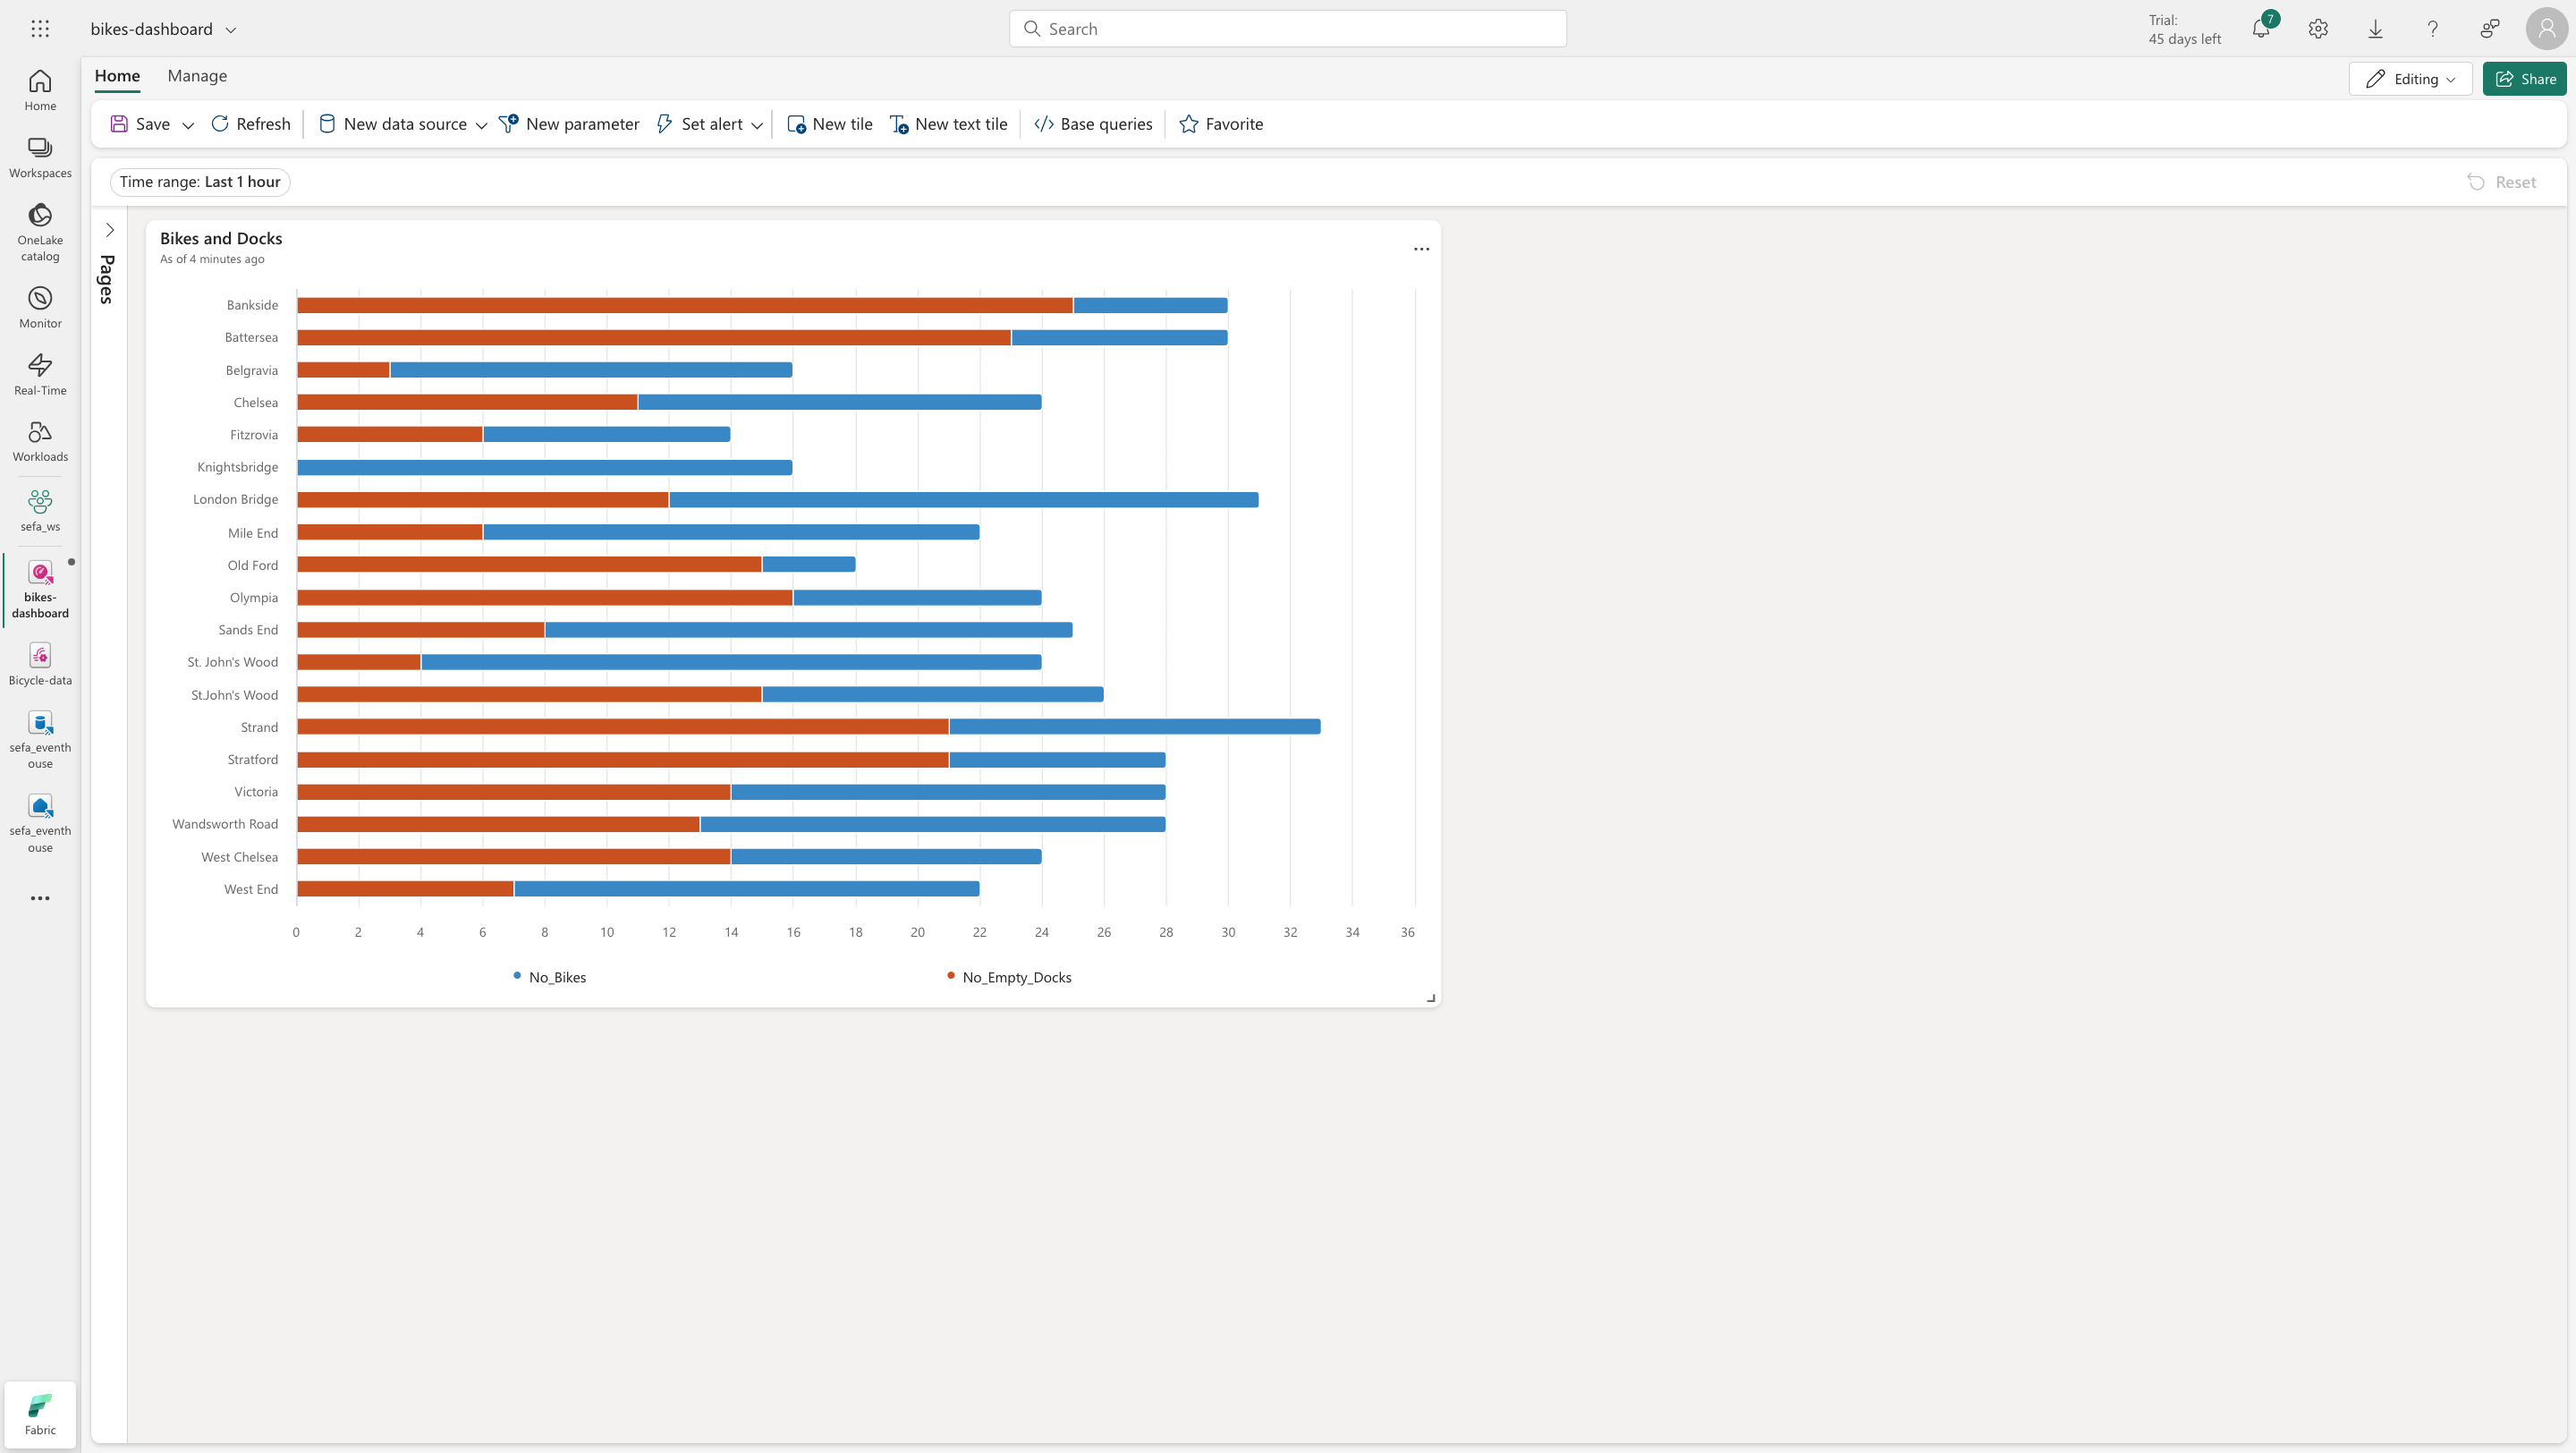 bikes-dashboard
Search
Trial:
45 days left
7
Home
Manage
Editing
Share
Save
Refresh
New data source
New parameter
Set alert
New tile
New text tile
Base queries
Favorite
Time range: Last 1 hour
Reset
Home
Workspaces
OneLake
catalog
Monitor
Real-Time
Workloads
sefa_ws
bikes-
dashboard
Bicycle-data
sefa_eventh
ouse
sefa_eventh
ouse
Fabric
Pages
Bikes and Docks
As of 4 minutes ago
Bankside
Battersea
Belgravia
Chelsea
Fitzrovia
Knightsbridge
London Bridge
Mile End
Old Ford
Olympia
Sands End
St. John's Wood
St.John's Wood
Strand
Stratford
Victoria
Wandsworth Road
West Chelsea
West End
0 2 4 6 8 10 12 14 16 18 20 22 24 26 28 30 32 34 36
No_Bikes
No_Empty_Docks